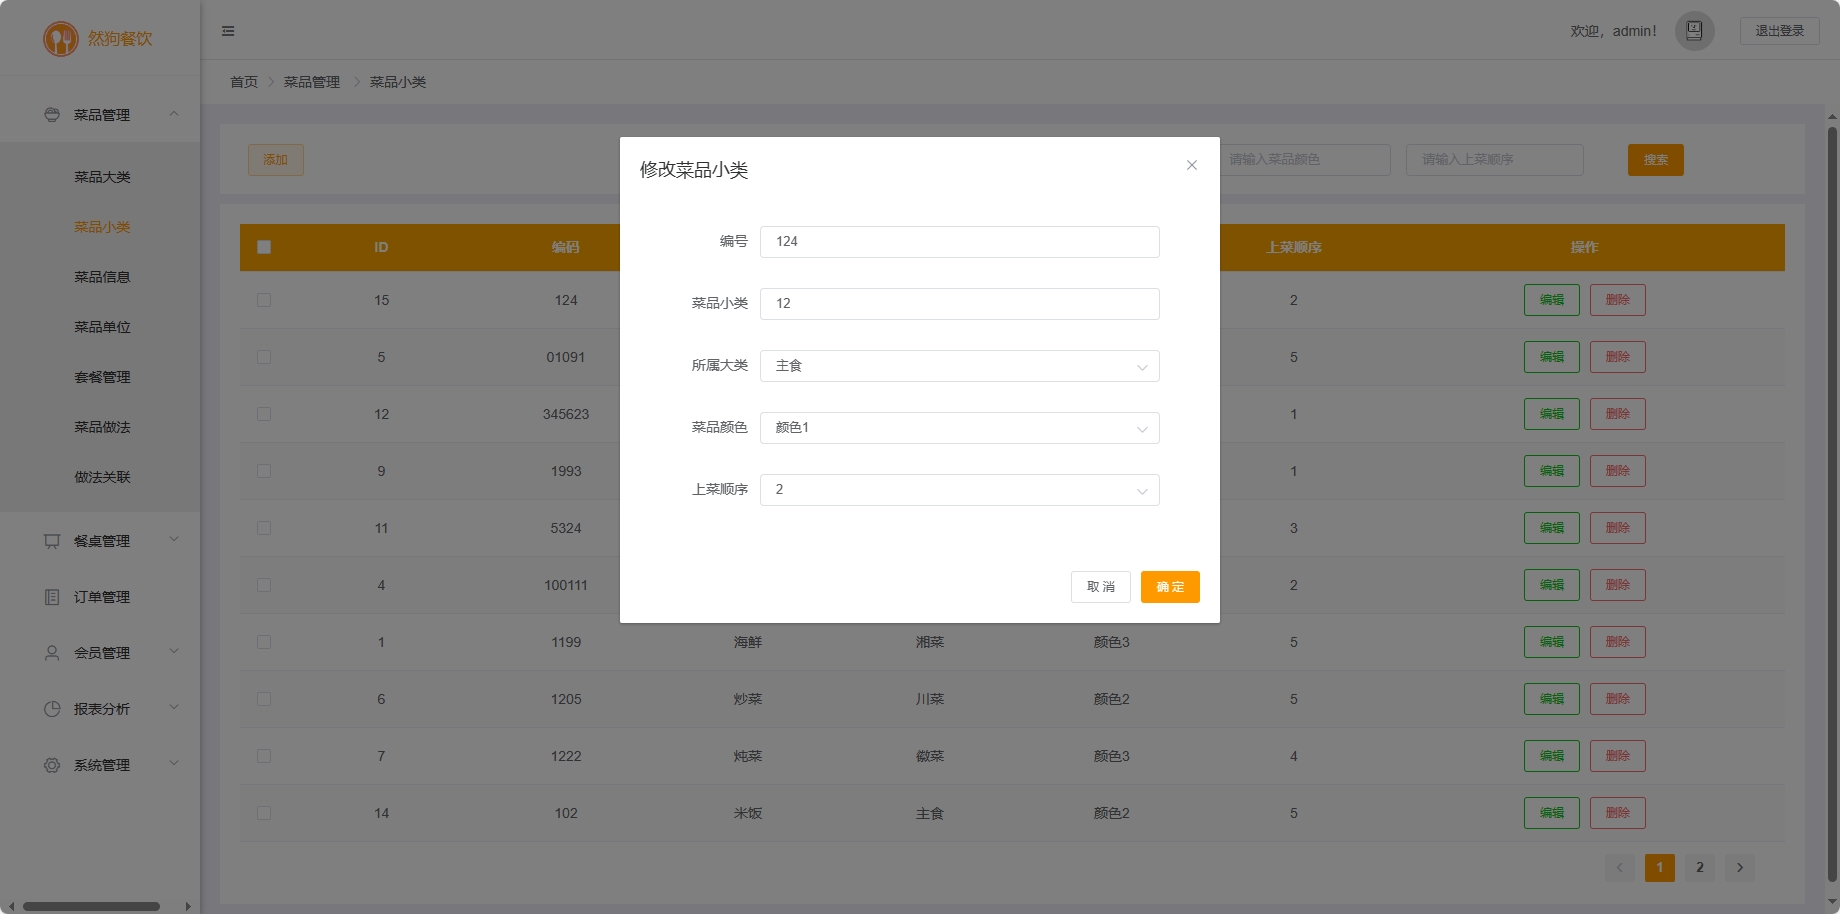 然狗餐饮
欢迎，admin！
退出登录
首页 > 菜品管理 > 菜品小类
菜品管理
菜品大类
菜品小类
菜品信息
菜品单位
套餐管理
菜品做法
做法关联
餐桌管理
订单管理
会员管理
报表分析
系统管理
添加 请输入菜品颜色 请输入上菜顺序 搜索
修改菜品小类
编号 124
菜品小类 12
所属大类 主食
菜品颜色 颜色1
上菜顺序 2
取消 确定
ID 编码 上菜顺序 操作
15 124 2 编辑 删除
5 01091 5 编辑 删除
12 345623 1 编辑 删除
9 1993 1 编辑 删除
11 5324 3 编辑 删除
4 100111 2 编辑 删除
1 1199 海鲜 湘菜 颜色3 5 编辑 删除
6 1205 炒菜 川菜 颜色2 5 编辑 删除
7 1222 炖菜 徽菜 颜色3 4 编辑 删除
14 102 米饭 主食 颜色2 5 编辑 删除
1 2